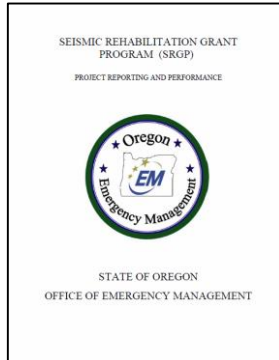 SEISMIC REHABILITATION GRANT
PROGRAM (SRGP)
PROJECT REPORTING AND PERFORMANCE
Oregon
EM
Emergency Management
STATE OF OREGON
OFFICE OF EMERGENCY MANAGEMENT